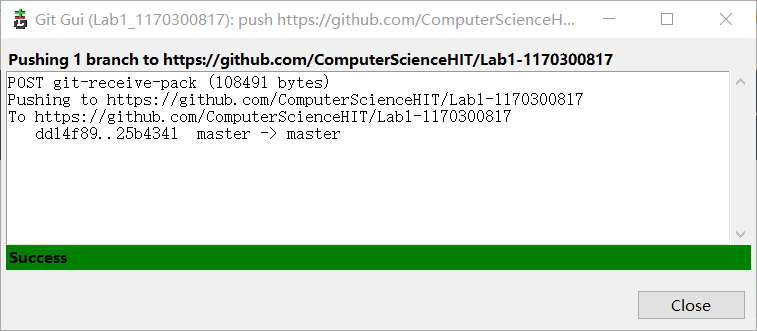 Git Gui (Lab1_1170300817): push https://github.com/ComputerScienceH...
Pushing 1 branch to https://github.com/ComputerScienceHIT/Lab1-1170300817
POST git-receive-pack (108491 bytes)
Pushing to https://github.com/ComputerScienceHIT/Lab1-1170300817
To https://github.com/ComputerScienceHIT/Lab1-1170300817
   dd14f89..25b4341  master -> master
Success
Close